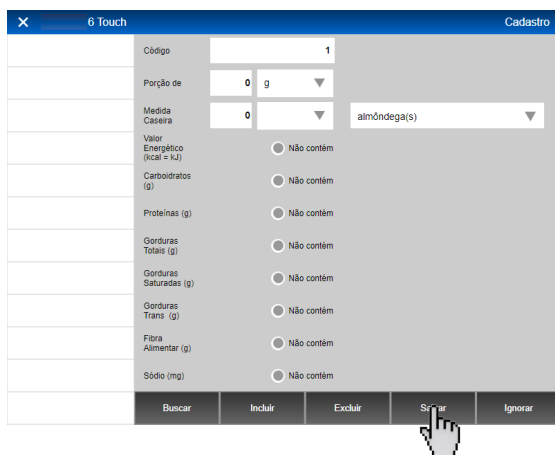 × 6 Touch Cadastro
Código 1
Porção de 0 g
Medida
Caseira 0 almôndega(s)
Valor
Energético
(kcal = kJ) Não contém
Carboidratos
(g) Não contém
Proteínas (g) Não contém
Gorduras
Totais (g) Não contém
Gorduras
Saturadas (g) Não contém
Gorduras
Trans (g) Não contém
Fibra
Alimentar (g) Não contém
Sódio (mg) Não contém
Buscar Incluir Excluir Salvar Ignorar